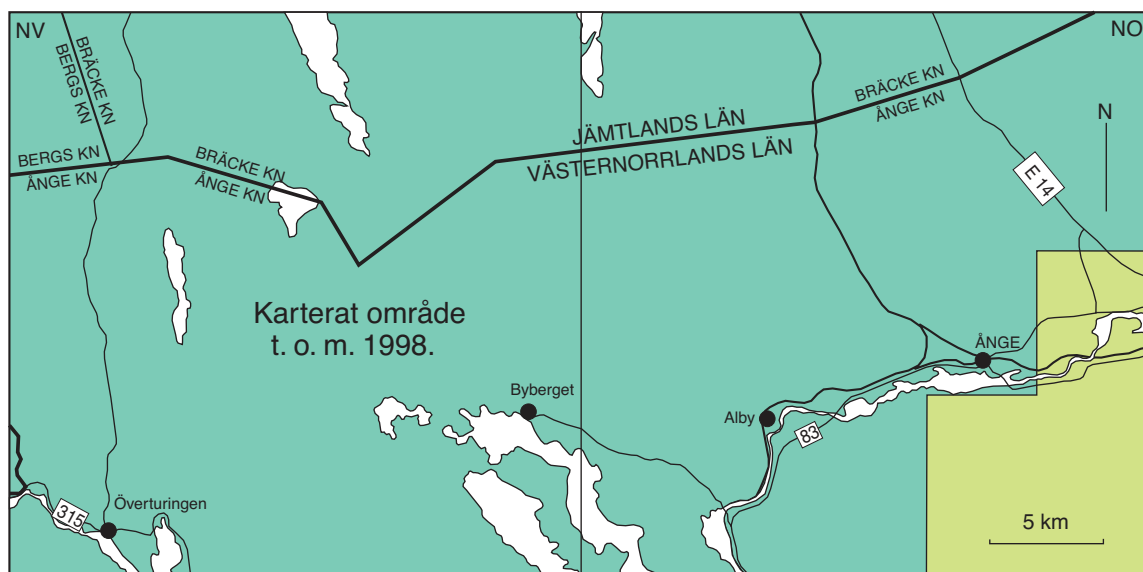 NV
NO
BRÄCKE KN
BERGS KN
BRÄCKE KN
ÅNGE KN
JÄMTLANDS LÄN
VÄSTERNORRLANDS LÄN
N
BERGS KN
ÅNGE KN
BRÄCKE KN
ÅNGE KN
E 14
Karterat område
t. o. m. 1998.
ÅNGE
Byberget
Alby
83
Överturingen
315
5 km